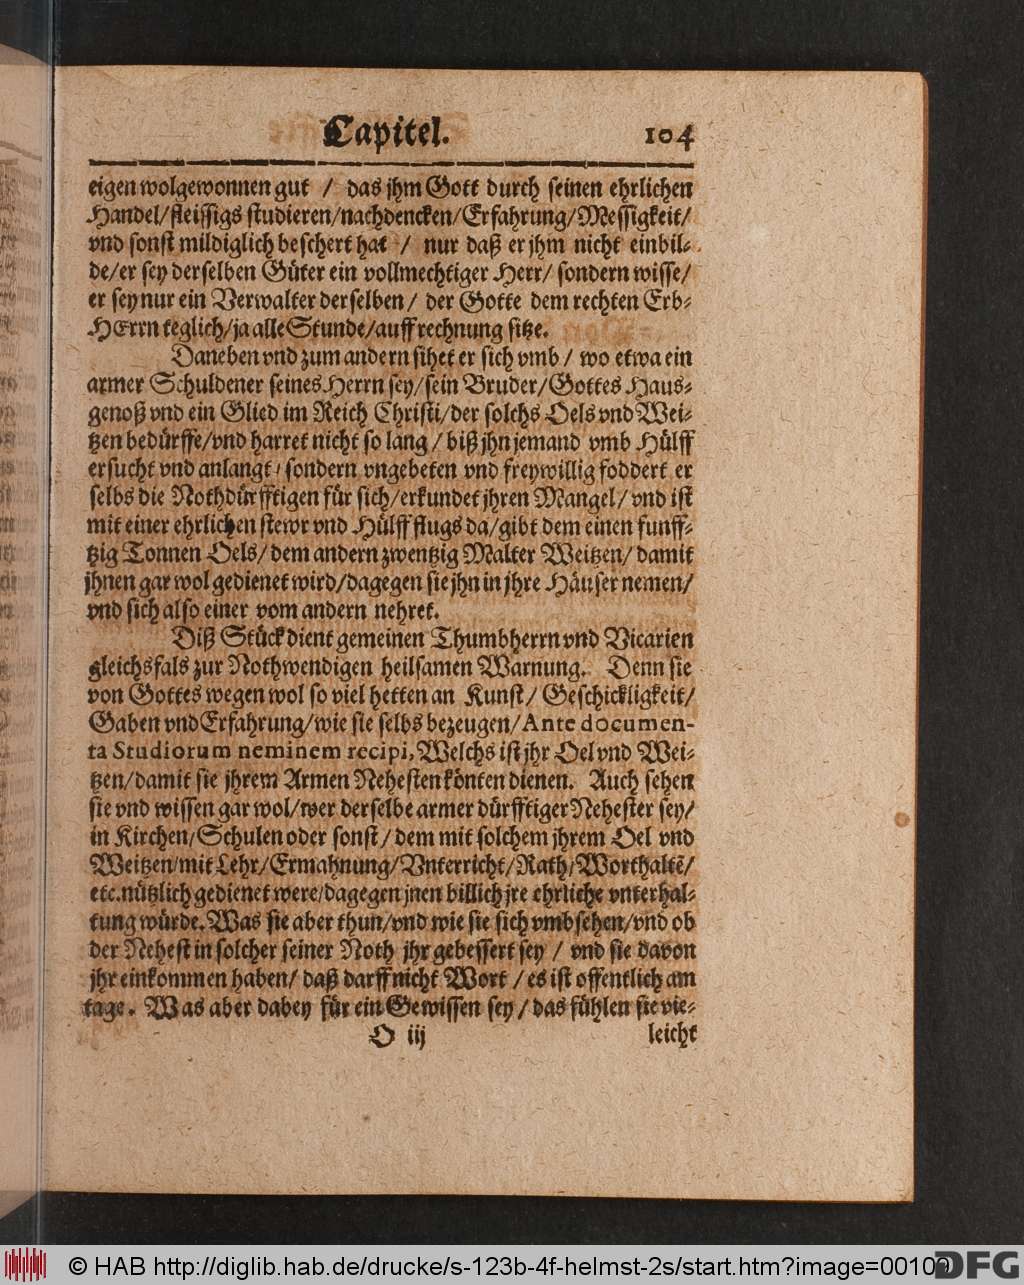 Capitel. 104
eigen wolgewonnen gut / das jhm Gott durch seinen ehrlichen
Handel/fleissigs studieren/nachdencken/Erfahrung/Messigkeit/
vnd sonst mildiglich beschert hat / nur daß er jhm nicht einbil-
de/er sey derselben Güter ein vollmechtiger Herr/ sondern wisse/
er sey nur ein Verwalter derselben / der Gotte dem rechten Erb-
HErrn teglich/ja alle Stunde/auff rechnung sitze.
Daneben vnd zum andern sihet er sich vmb / wo etwa ein
armer Schuldener seines Herrn sey/sein Bruder/Gottes Haus-
genoß vnd ein Glied im Reich Christi/der solchs Oels vnd Wei-
tzen bedürffe/vnd harret nicht so lang / biß jhn jemand vmb Hülff
ersucht vnd anlangt/ sondern vngebeten vnd freywillig foddert er
selbs die Nothdürfftigen für sich/erkundet jhren Mangel/ vnd ist
mit einer ehrlichen stewr vnd Hülff flugs da/gibt dem einen funff-
tzig Tonnen Oels/ dem andern zwentzig Malter Weitzen/ damit
jhnen gar wol gedienet wird/dagegen sie jhn in jhre Häuser nemen/
vnd sich also einer vom andern nehret.
Diß Stück dient gemeinen Thumbherrn vnd Vicarien
gleichsfals zur Nothwendigen heilsamen Warnung. Denn sie
von Gottes wegen wol so viel hetten an Kunst/ Geschickligkeit/
Gaben vnd Erfahrung/wie sie selbs bezeugen/Ante documen-
ta Studiorum neminem recipi, Welchs ist jhr Oel vnd Wei-
tzen/damit sie jhrem Armen Nehesten könten dienen. Auch sehen
sie vnd wissen gar wol/wer derselbe armer dürfftiger Nehester sey/
in Kirchen/Schulen oder sonst/ dem mit solchem jhrem Oel vnd
Weitzen/mit Lehr/Ermahnung/Vnterricht/Rath/Worthaltē/
etc.nützlich gedienet were/dagegen jnen billich jre ehrliche vnterhal-
tung würde. Was sie aber thun/vnd wie sie sich vmbsehen/vnd ob
der Nehest in solcher seiner Noth jhr gebessert sey / vnd sie davon
jhr einkommen haben/ daß darff nicht Wort / es ist offentlich am
tage. Was aber dabey für ein Gewissen sey / das fühlen sie vie-
O iij leicht
© HAB http://diglib.hab.de/drucke/s-123b-4f-helmst-2s/start.htm?image=00109
DFG